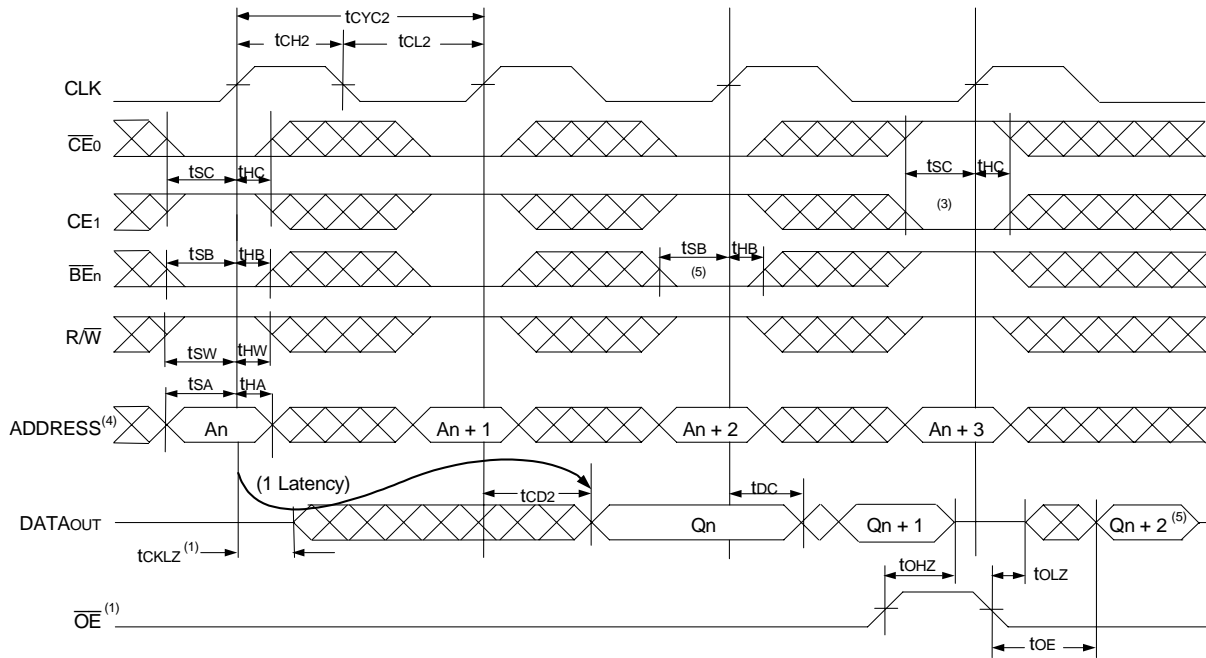 tCYC2
tCH2 tCL2
CLK
CE0
tSC tHC tSC tHC
CE1 (3)
tSB tHB tSB tHB
BEn (5)
R/W
tSW tHW
tSA tHA
ADDRESS(4) An An + 1 An + 2 An + 3
(1 Latency) tCD2 tDC
DATAOUT Qn Qn + 1 Qn + 2 (5)
tCKLZ (1)
tOHZ tOLZ
OE (1)
tOE